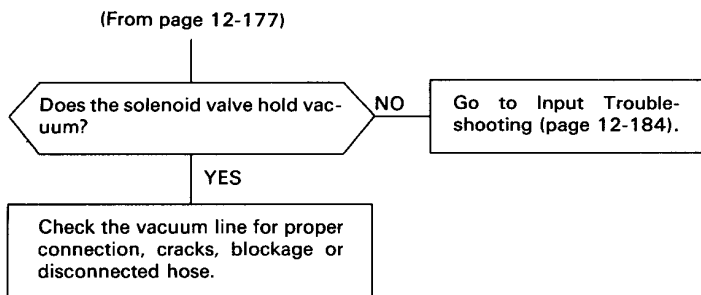 (From page 12-177)
Does the solenoid valve hold vac-
uum?
NO
Go to Input Trouble-
shooting (page 12-184).
YES
Check the vacuum line for proper
connection, cracks, blockage or
disconnected hose.